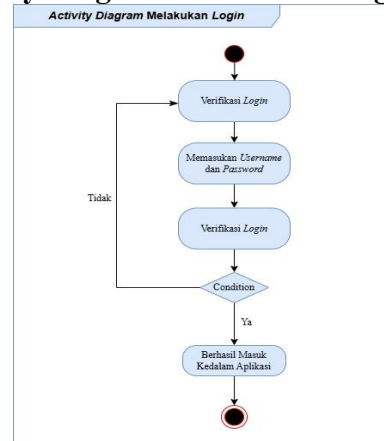 Activity Diagram Melakukan Login
Verifikasi Login
Memasukan Username
dan Password
Tidak
Verifikasi Login
Condition
Ya
Berhasil Masuk
Kedalam Aplikasi